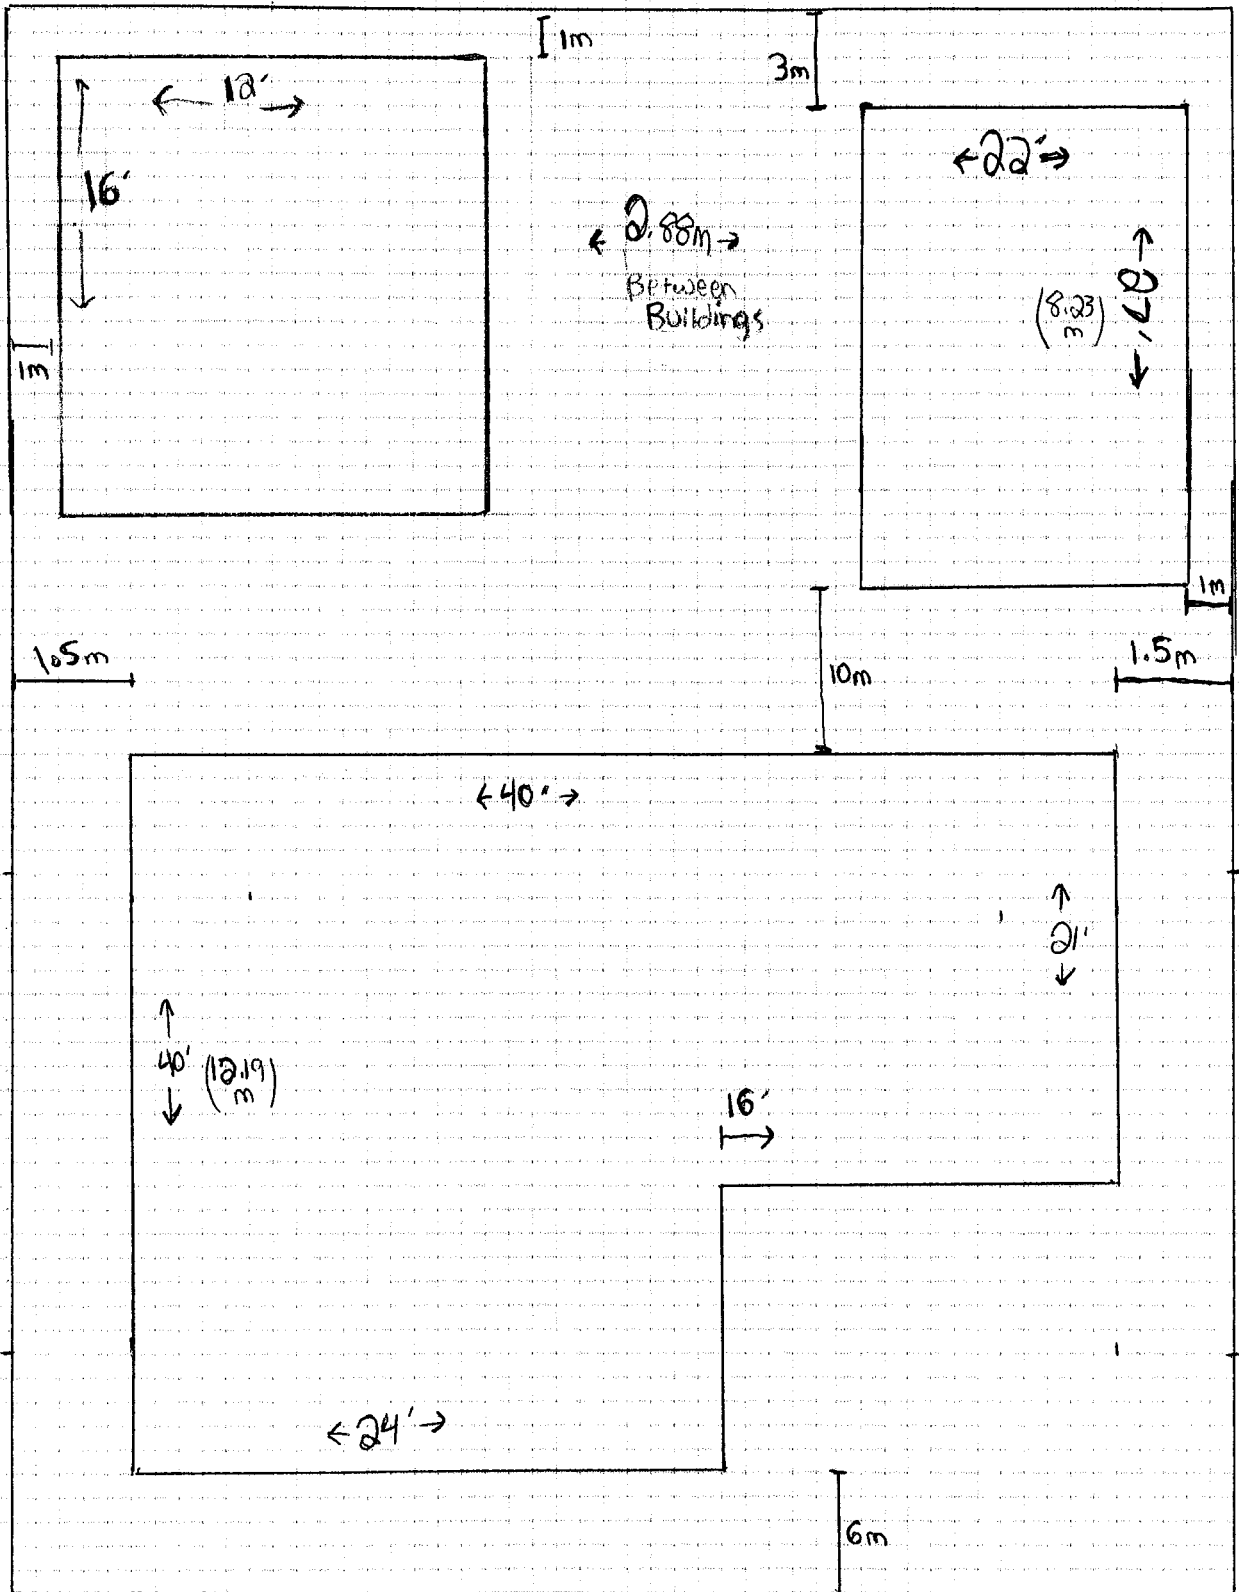 1m
3m
12'
16'
22'
2.88m
Between
Buildings
27'
(8.23
m)
1m
1m
1.5m
1.5m
10m
40'
21'
40' (12.19
m)
16'
24'
6m